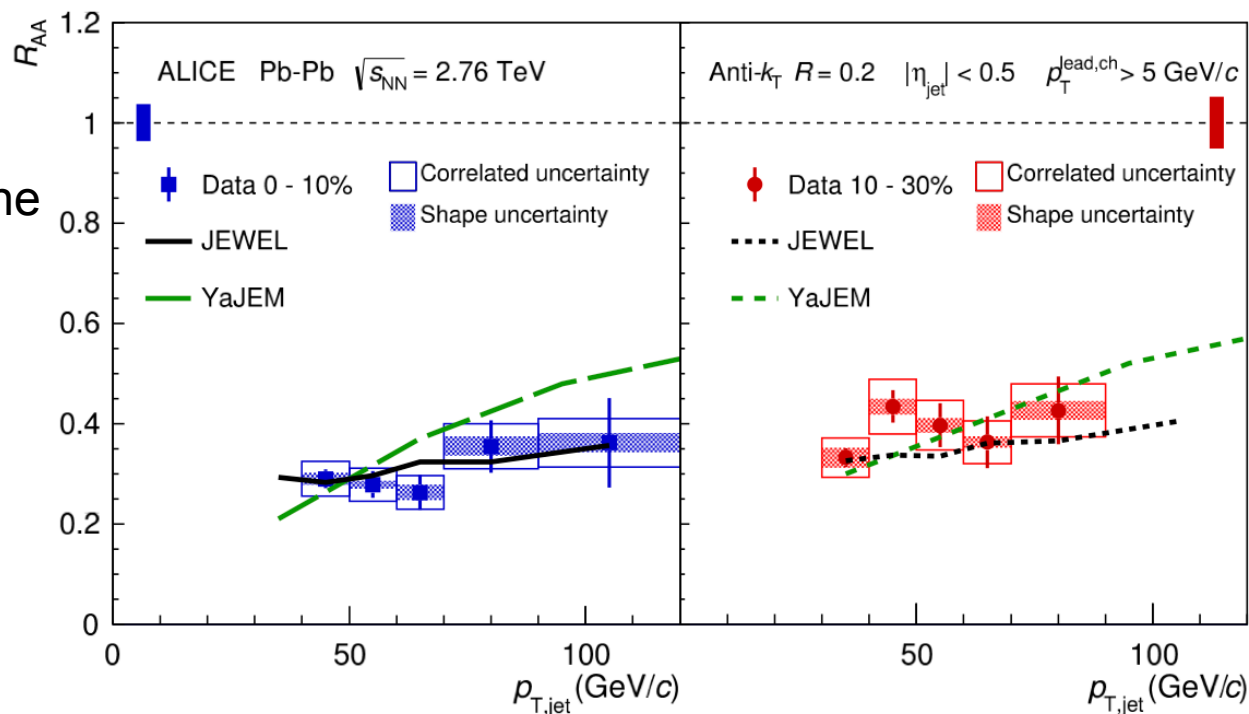 R_AA
1.2
1
0.8
0.6
0.4
0.2
0
ALICE Pb-Pb √s_NN = 2.76 TeV
Data 0 - 10%
Correlated uncertainty
Shape uncertainty
JEWEL
YaJEM
0 50 100
p_T,jet (GeV/c)
Anti-k_T R = 0.2 |η_jet| < 0.5 p_T^lead,ch > 5 GeV/c
Data 10 - 30%
Correlated uncertainty
Shape uncertainty
JEWEL
YaJEM
50 100
p_T,jet (GeV/c)